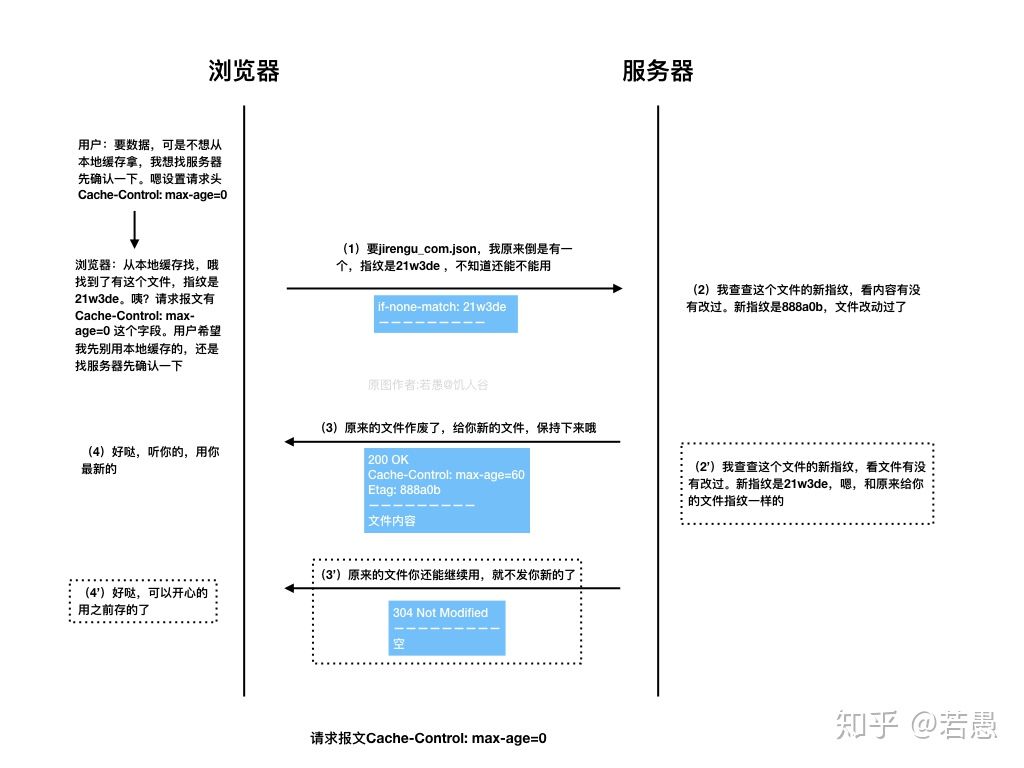 浏览器
服务器
用户：要数据，可是不想从
本地缓存拿，我想找服务器
先确认一下。嗯设置请求头
Cache-Control: max-age=0
浏览器：从本地缓存找，哦
找到了有这个文件，指纹是
21w3de。咦？请求报文有
Cache-Control: max-
age=0 这个字段。用户希望
我先别用本地缓存的，还是
找服务器先确认一下
（1）要jirengu_com.json，我原来倒是有一
个，指纹是21w3de ，不知道还能不能用
if-none-match: 21w3de
－－－－－－－－－
（2）我查查这个文件的新指纹，看内容有没
有改过。新指纹是888a0b，文件改动过了
原图作者:若愚@饥人谷
（3）原来的文件作废了，给你新的文件，保持下来哦
200 OK
Cache-Control: max-age=60
Etag: 888a0b
－－－－－－－－－
文件内容
（4）好哒，听你的，用你
最新的
（2’）我查查这个文件的新指纹，看文件有没
有改过。新指纹是21w3de，嗯，和原来给你
的文件指纹一样的
（3’）原来的文件你还能继续用，就不发你新的了
304 Not Modified
－－－－－－－－－
空
（4’）好哒，可以开心的
用之前存的了
请求报文Cache-Control: max-age=0
知乎 @若愚